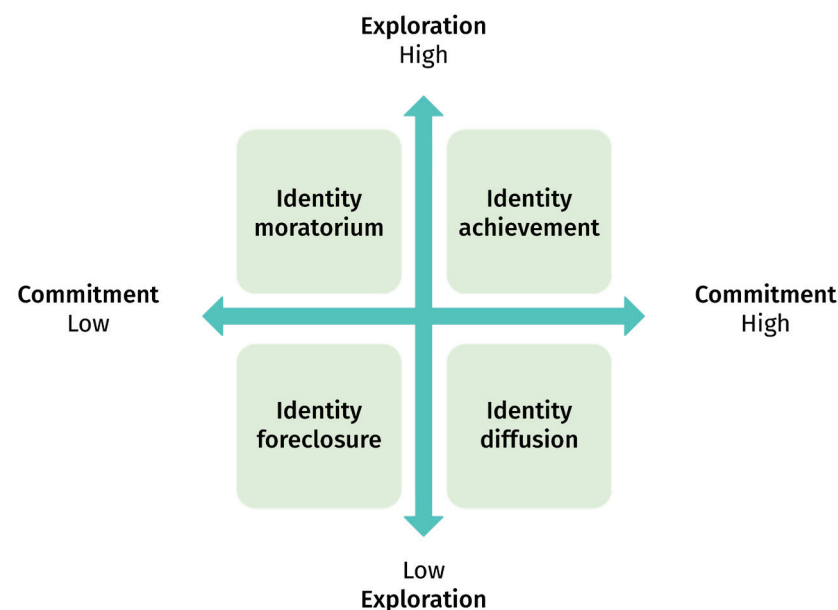 Exploration
High
Identity
moratorium
Identity
achievement
Commitment
Low
Commitment
High
Identity
foreclosure
Identity
diffusion
Low
Exploration